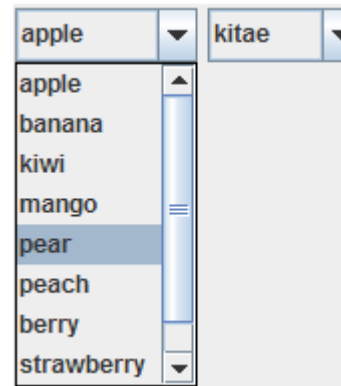 apple kitae
apple
banana
kiwi
mango
pear
peach
berry
strawberry